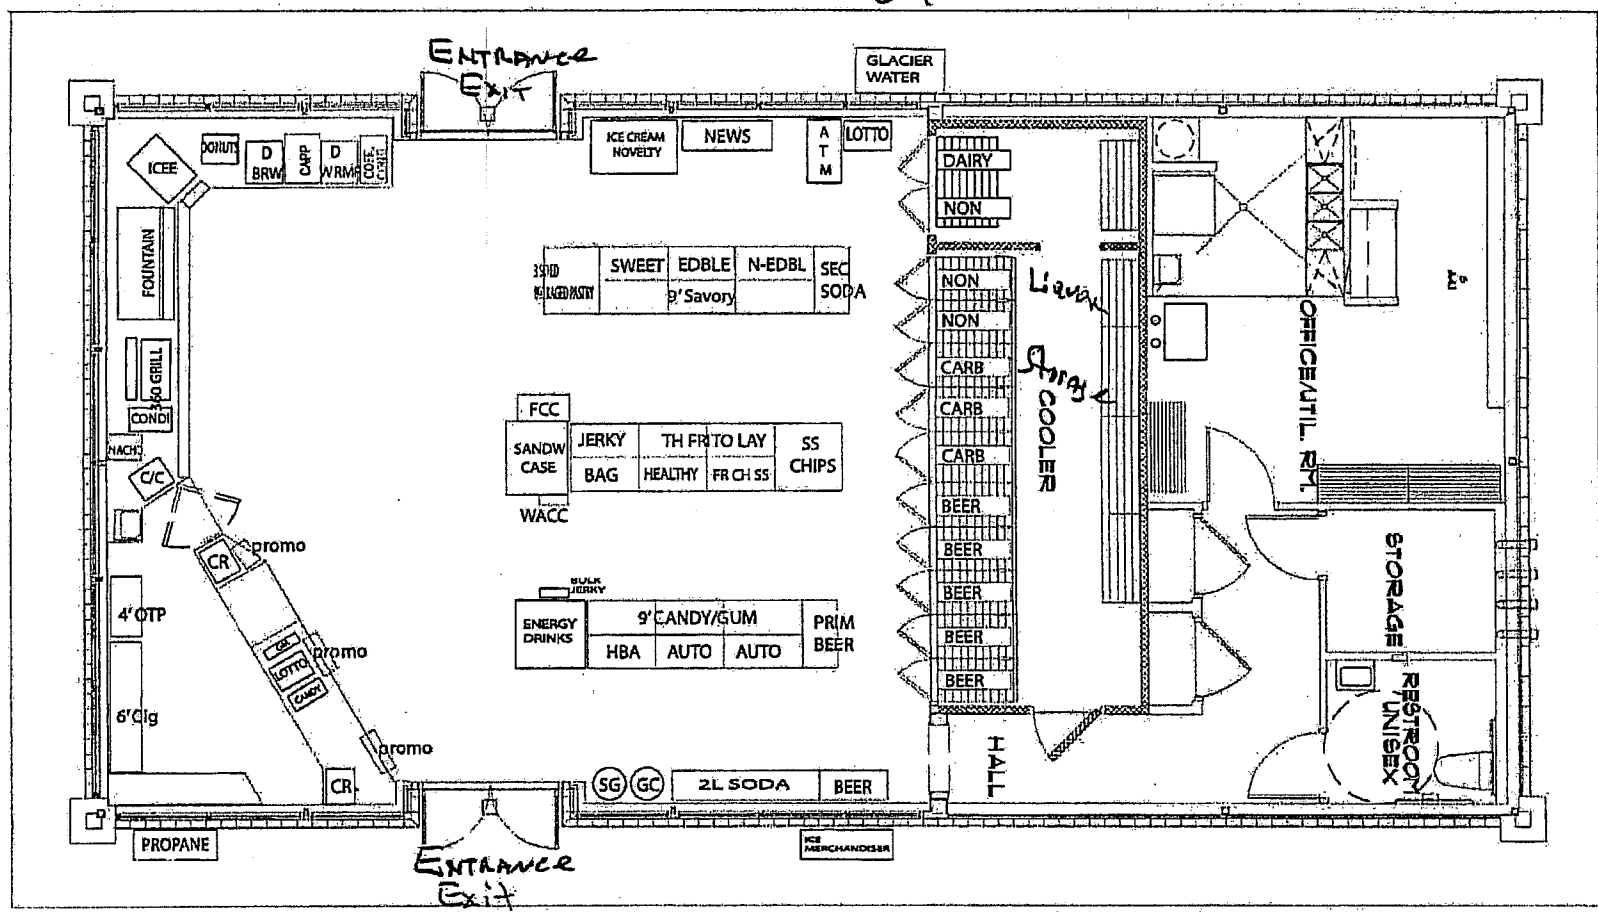 ENTRANCE
Exit
GLACIER
WATER
ICEE
DONUTS
D
BRW
CAPP
D
WRMR
ICE CREAM
NOVELTY
NEWS
A
T
M
LOTTO
DAIRY
NON
FOUNTAIN
SWEET
EDBLE
N-EDBL
SEC
SODA
9' Savory
NON
NON
CARB
CARB
CARB
BEER
BEER
BEER
BEER
BEER
Liquor
Storag
COOLER
OFFICE/UTIL. RM.
360 GRILL
CONDI
NACHO
C/C
FCC
SANDW
CASE
WACC
JERKY
TH FRITO LAY
SS
CHIPS
BAG
HEALTHY
FR CH SS
CR
promo
4' OTP
BULK
JERKY
ENERGY
DRINKS
9' CANDY/GUM
PRIM
BEER
HBA
AUTO
AUTO
LOTTO
CANDY
promo
6' Cig
promo
CR
STORAGE
RESTROOM
/UNISEX
HALL
SG
GC
2L SODA
BEER
PROPANE
ICE
MERCHANDISER
ENTRANCE
Exit